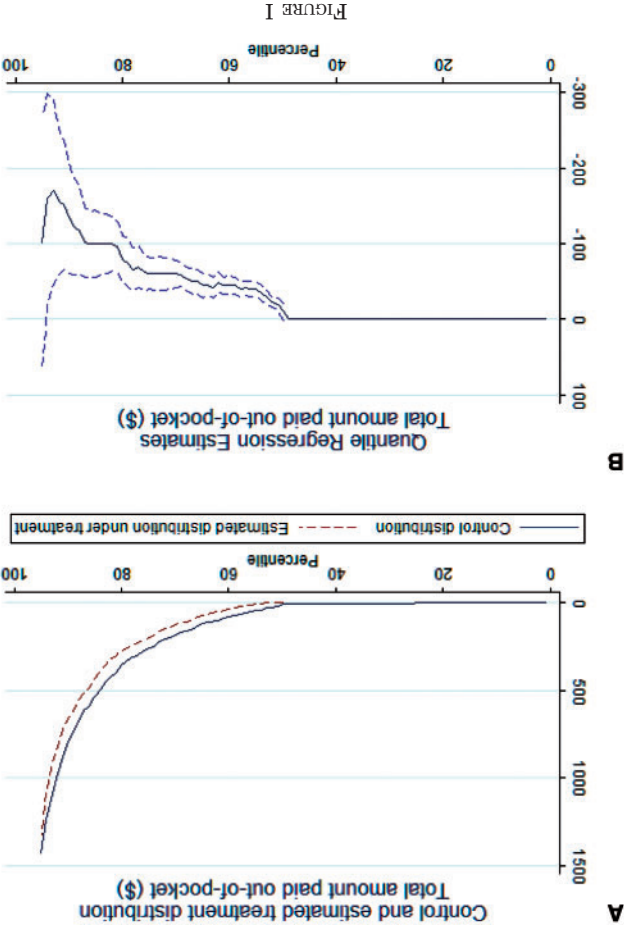 A
Control and estimated treatment distribution
Total amount paid out-of-pocket ($)
1500
1000
500
0
0 20 40 60 80 100
Percentile
Control distribution Estimated distribution under treatment
B
Quantile Regression Estimates
Total amount paid out-of-pocket ($)
100
0
-100
-200
-300
0 20 40 60 80 100
Percentile
FIGURE I